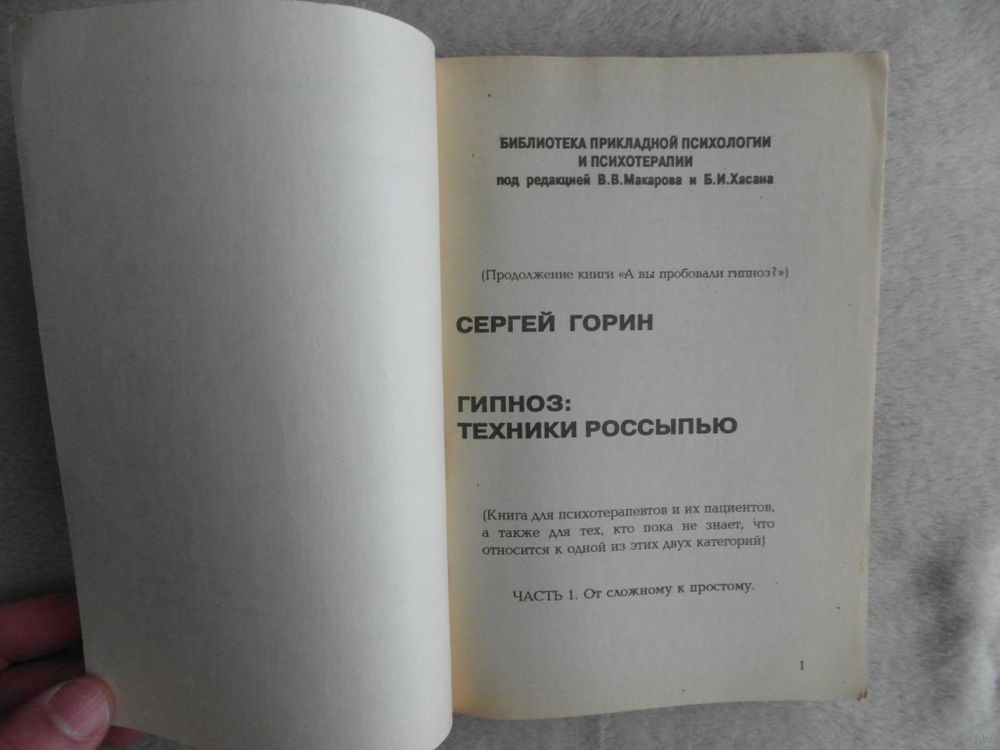 БИБЛИОТЕКА ПРИКЛАДНОЙ ПСИХОЛОГИИ
И ПСИХОТЕРАПИИ
под редакцией В.В.Макарова и Б.И.Хасана
(Продолжение книги «А вы пробовали гипноз?»)
СЕРГЕЙ ГОРИН
ГИПНОЗ:
ТЕХНИКИ РОССЫПЬЮ
(Книга для психотерапевтов и их пациентов,
а также для тех, кто пока не знает, что
относится к одной из этих двух категорий)
ЧАСТЬ 1. От сложному к простому.
1